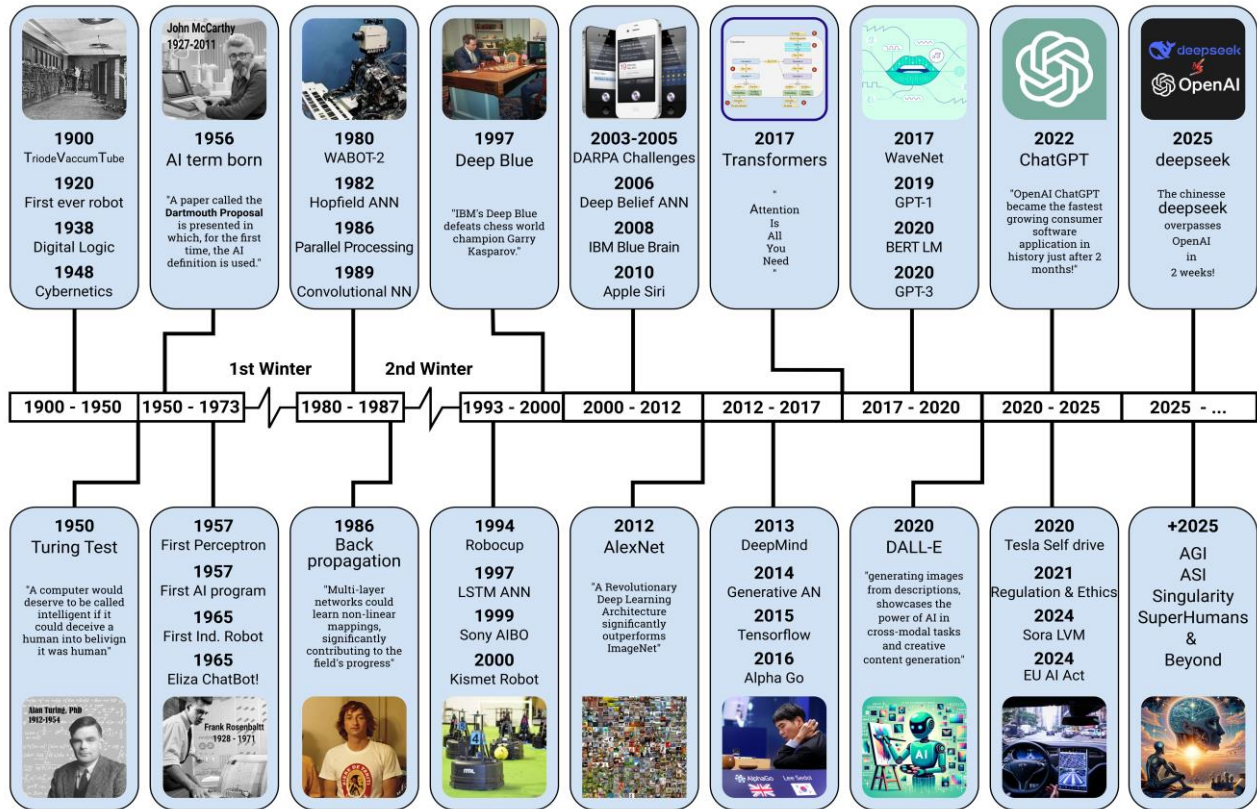 John McCarthy
1927-2011
1900
TriodeVaccumTube
1920
First ever robot
1938
Digital Logic
1948
Cybernetics
1956
AI term born
"A paper called the
Dartmouth Proposal
is presented in
which, for the first
time, the AI
definition is used."
1980
WABOT-2
1982
Hopfield ANN
1986
Parallel Processing
1989
Convolutional NN
1997
Deep Blue
"IBM's Deep Blue
defeats chess world
champion Garry
Kasparov."
2003-2005
DARPA Challenges
2006
Deep Belief ANN
2008
IBM Blue Brain
2010
Apple Siri
2017
Transformers
"
Attention
Is
All
You
Need
"
2017
WaveNet
2019
GPT-1
2020
BERT LM
2020
GPT-3
2022
ChatGPT
"OpenAI ChatGPT
became the fastest
growing consumer
software
application in
history just after 2
months!"
deepseek
VS
OpenAI
2025
deepseek
The chinesse
deepseek
overpasses
OpenAI
in
2 weeks!
1st Winter
2nd Winter
1900 - 1950
1950 - 1973
1980 - 1987
1993 - 2000
2000 - 2012
2012 - 2017
2017 - 2020
2020 - 2025
2025 - ...
1950
Turing Test
"A computer would
deserve to be called
intelligent if it
could deceive a
human into belivign
it was human"
Alan Turing, PhD
1912-1954
1957
First Perceptron
1957
First AI program
1965
First Ind. Robot
1965
Eliza ChatBot!
Frank Rosenbaltt
1928 - 1971
1986
Back
propagation
"Multi-layer
networks could
learn non-linear
mappings,
significantly
contributing to the
field's progress"
1994
Robocup
1997
LSTM ANN
1999
Sony AIBO
2000
Kismet Robot
4
2012
AlexNet
"A Revolutionary
Deep Learning
Architecture
significantly
outperforms
ImageNet"
2013
DeepMind
2014
Generative AN
2015
Tensorflow
2016
Alpha Go
AlphaGo
Lee Sedol
2020
DALL-E
"generating images
from descriptions,
showcases the
power of AI in
cross-modal tasks
and creative
content generation"
AI
2020
Tesla Self drive
2021
Regulation & Ethics
2024
Sora LVM
2024
EU AI Act
+2025
AGI
ASI
Singularity
SuperHumans
&
Beyond